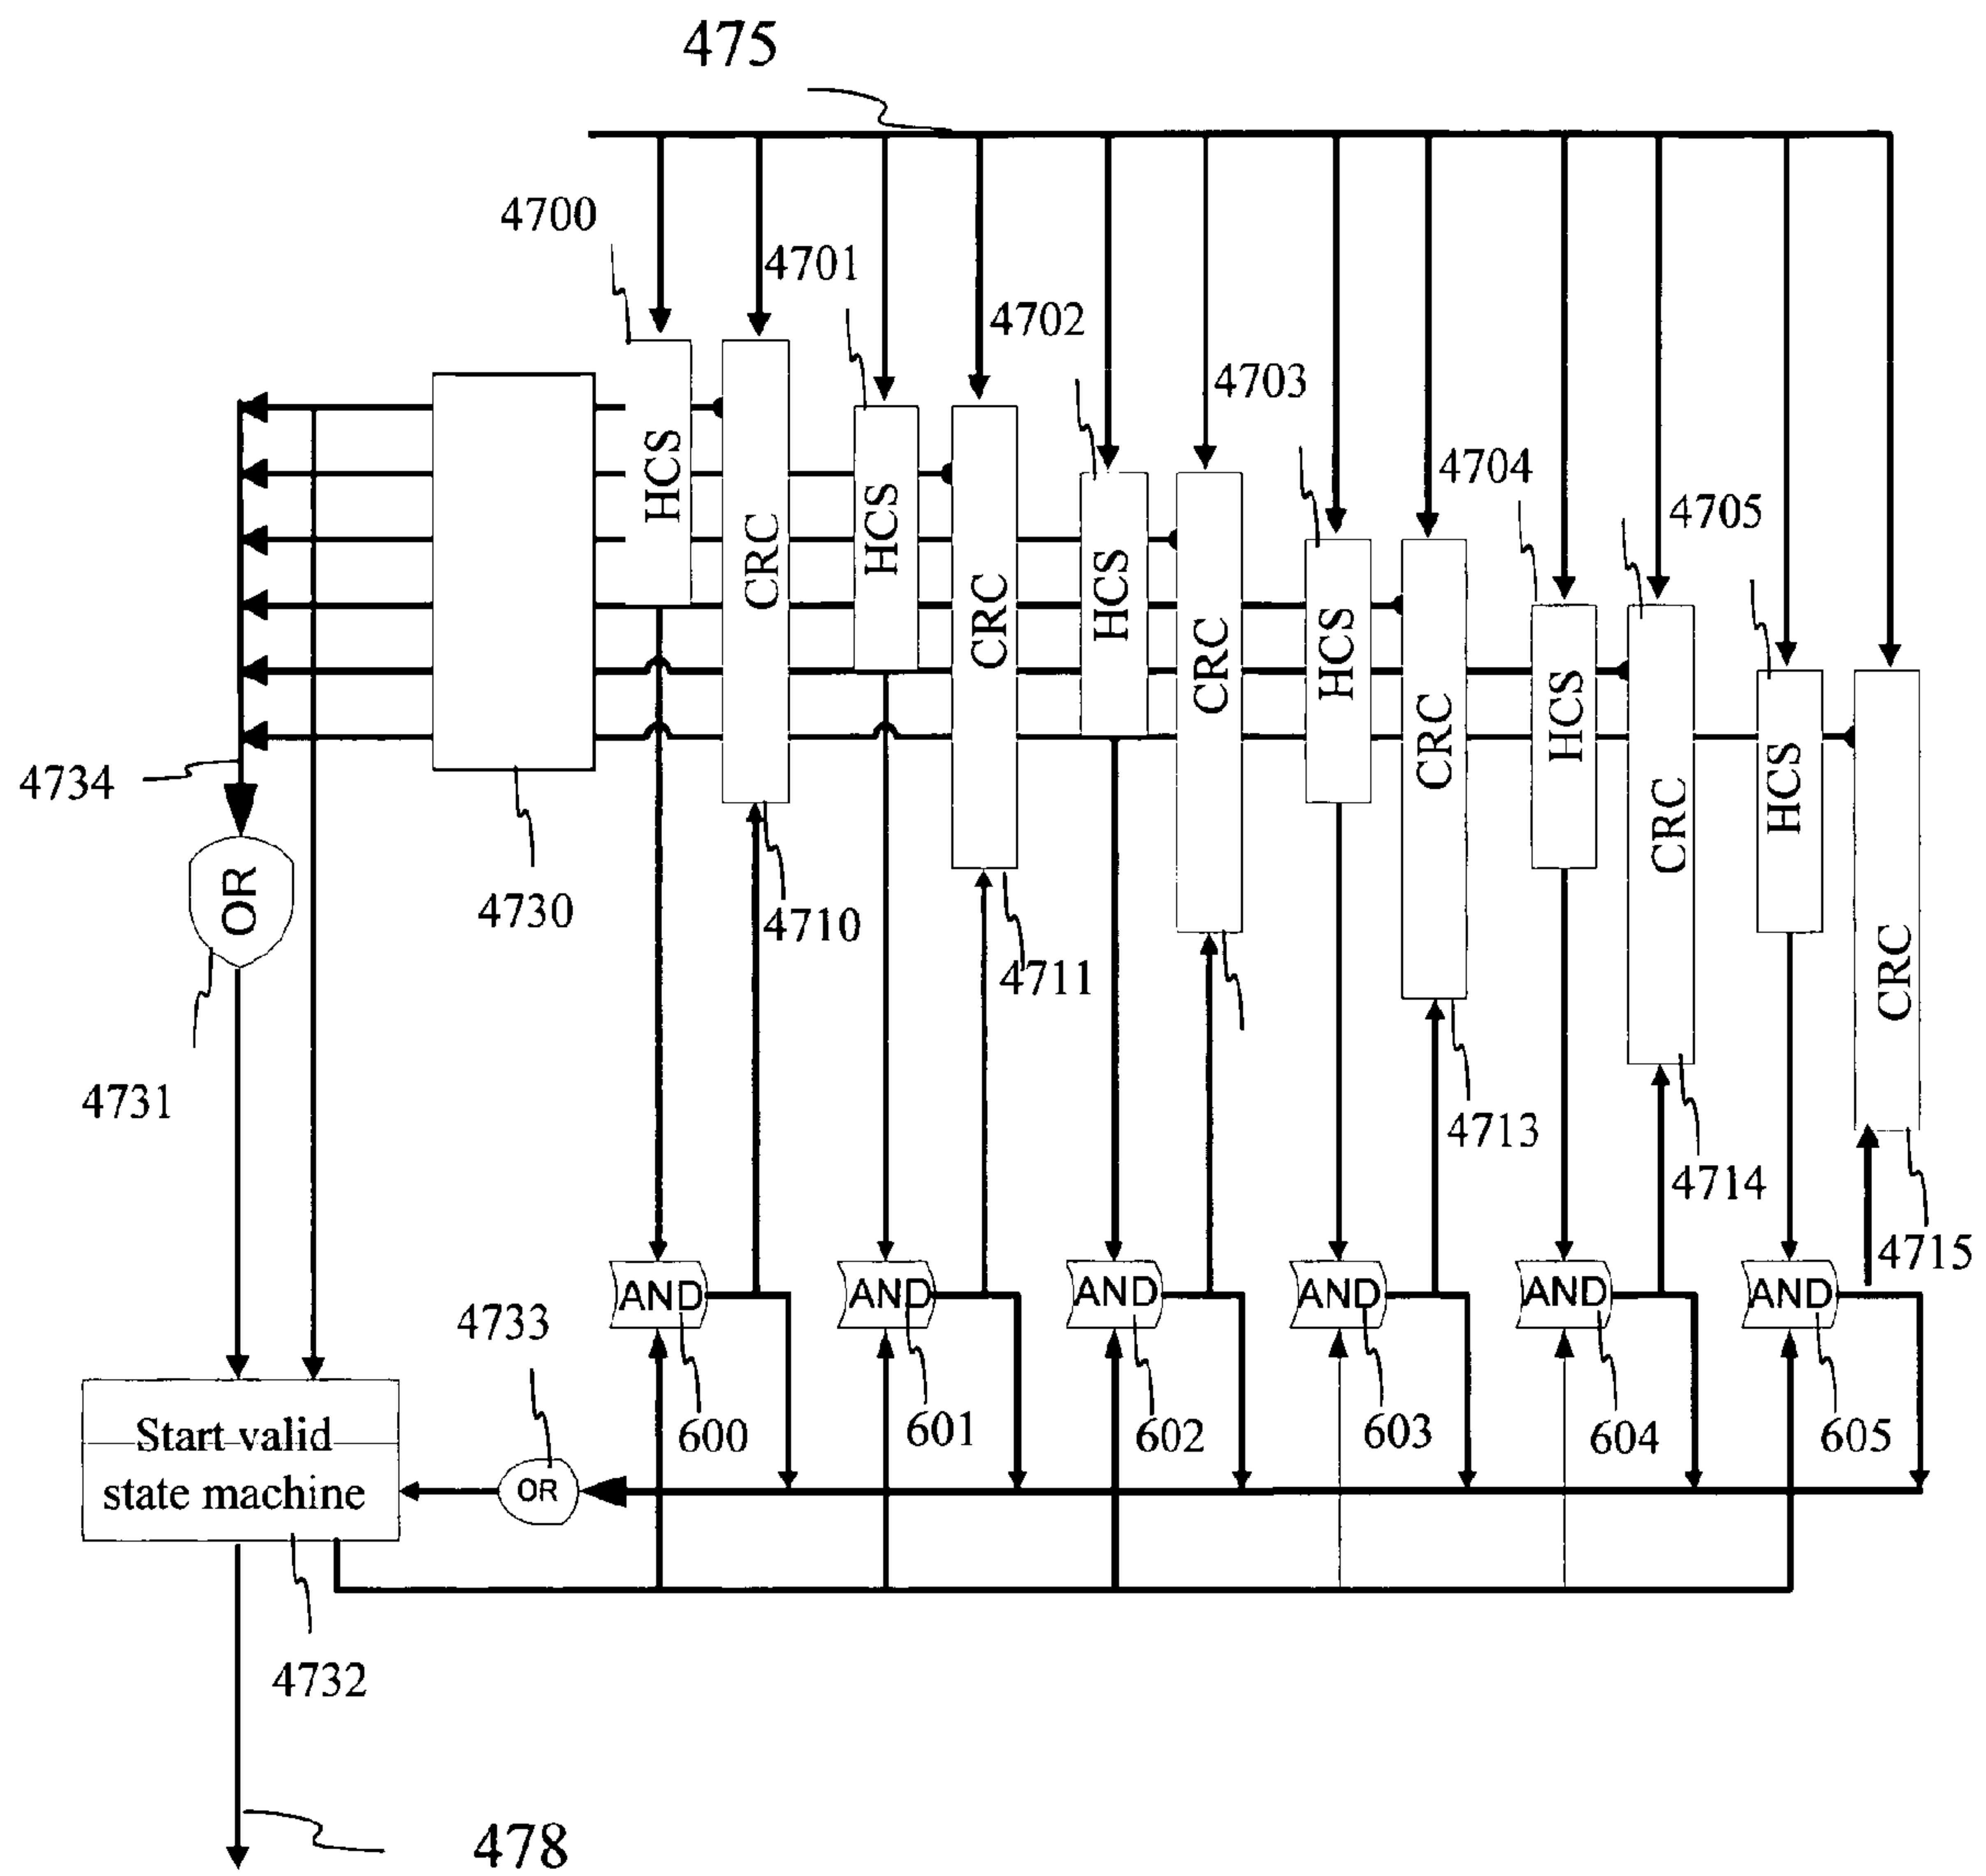 475
4700
4701
4702
4703
4704
4705
HCS
CRC
HCS
CRC
HCS
CRC
HCS
CRC
HCS
CRC
HCS
CRC
4734
OR
4730
4710
4711
4731
4713
4714
4715
AND
AND
AND
AND
AND
AND
4733
600
601
602
603
604
605
Start valid
state machine
OR
4732
478